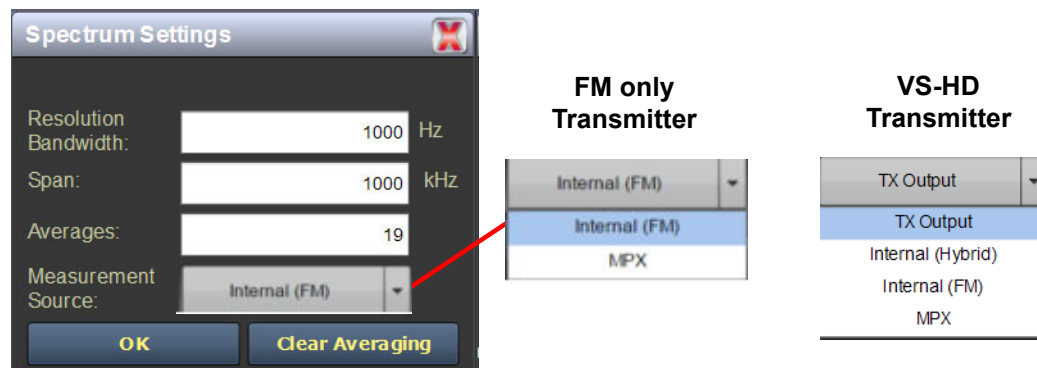 Spectrum Settings
Resolution
Bandwidth:
1000 Hz
Span:
1000 kHz
Averages:
19
Measurement
Source:
Internal (FM)
OK
Clear Averaging
FM only
Transmitter
Internal (FM)
Internal (FM)
MPX
VS-HD
Transmitter
TX Output
TX Output
Internal (Hybrid)
Internal (FM)
MPX